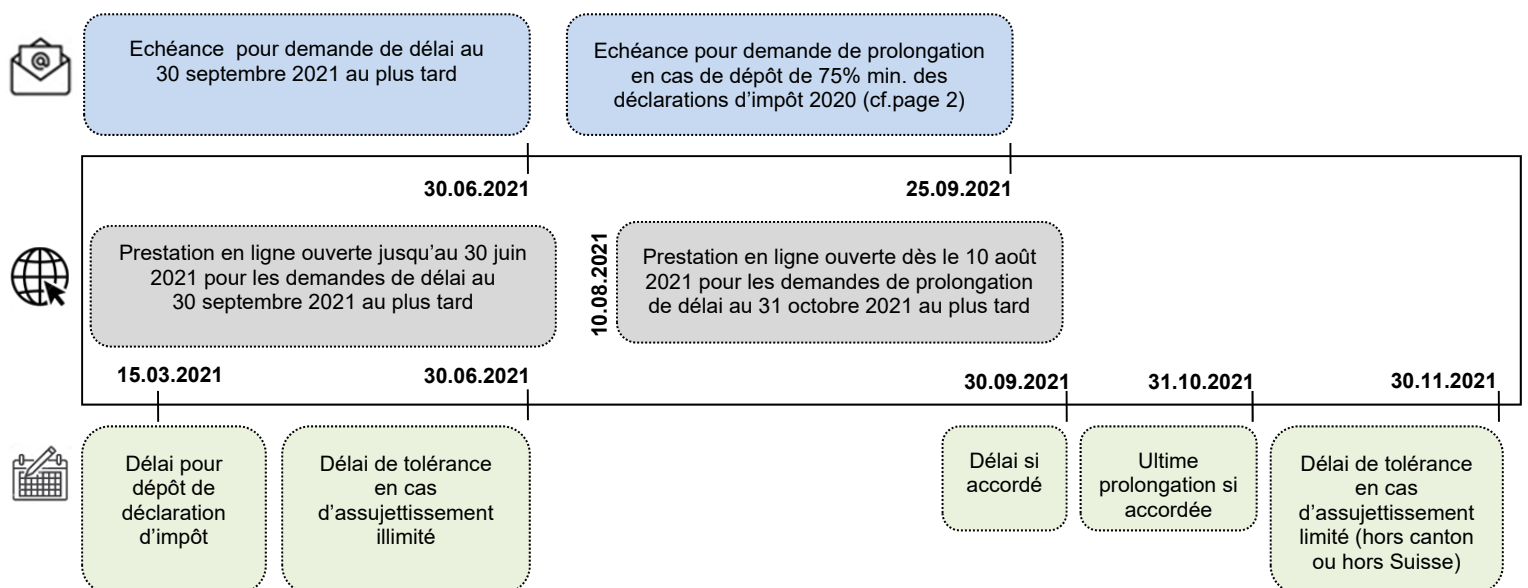 Echéance pour demande de délai au
30 septembre 2021 au plus tard
Echéance pour demande de prolongation
en cas de dépôt de 75% min. des
déclarations d'impôt 2020 (cf.page 2)
30.06.2021
25.09.2021
Prestation en ligne ouverte jusqu'au 30 juin
2021 pour les demandes de délai au
30 septembre 2021 au plus tard
10.08.2021
Prestation en ligne ouverte dès le 10 août
2021 pour les demandes de prolongation
de délai au 31 octobre 2021 au plus tard
15.03.2021
30.06.2021
30.09.2021
31.10.2021
30.11.2021
Délai pour
dépôt de
déclaration
d'impôt
Délai de tolérance
en cas
d'assujettissement
illimité
Délai si
accordé
Ultime
prolongation si
accordée
Délai de tolérance
en cas
d'assujettissement
limité (hors canton
ou hors Suisse)